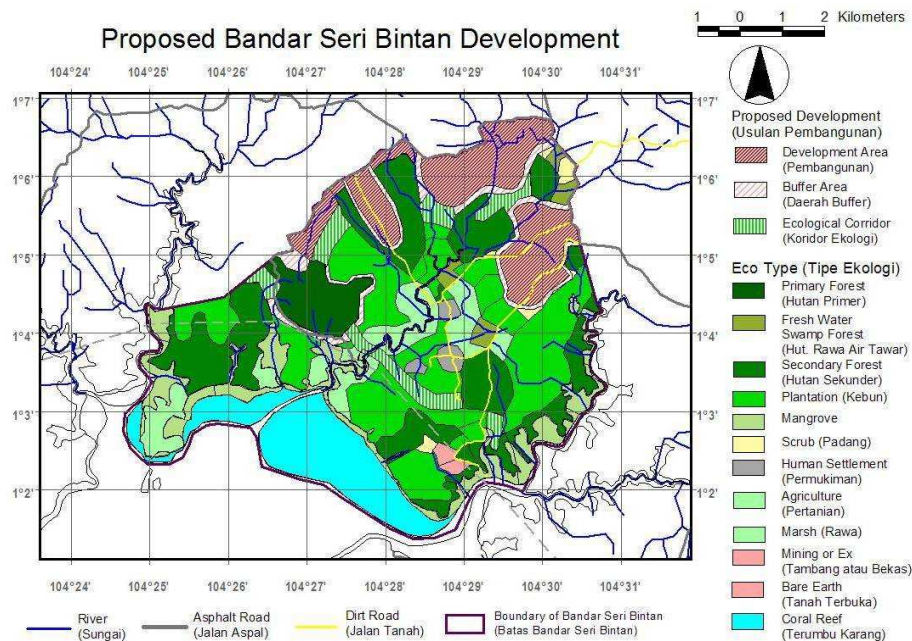 Proposed Bandar Seri Bintan Development
1 0 1 2 Kilometers
104°24' 104°25' 104°26' 104°27' 104°28' 104°29' 104°30' 104°31'
1°7' 1°7'
1°6' 1°6'
1°5' 1°5'
1°4' 1°4'
1°3' 1°3'
1°2' 1°2'
104°24' 104°25' 104°26' 104°27' 104°28' 104°29' 104°30' 104°31'
Proposed Development
(Usulan Pembangunan)
Development Area
(Pembangunan)
Buffer Area
(Daerah Buffer)
Ecological Corridor
(Koridor Ekologi)
Eco Type (Tipe Ekologi)
Primary Forest
(Hutan Primer)
Fresh Water
Swamp Forest
(Hut. Rawa Air Tawar)
Secondary Forest
(Hutan Sekunder)
Plantation (Kebun)
Mangrove
Scrub (Padang)
Human Settlement
(Permukiman)
Agriculture
(Pertanian)
Marsh (Rawa)
Mining or Ex
(Tambang atau Bekas)
Bare Earth
(Tanah Terbuka)
Coral Reef
(Terumbu Karang)
River
(Sungai)
Asphalt Road
(Jalan Aspal)
Dirt Road
(Jalan Tanah)
Boundary of Bandar Seri Bintan
(Batas Bandar Seri Bintan)